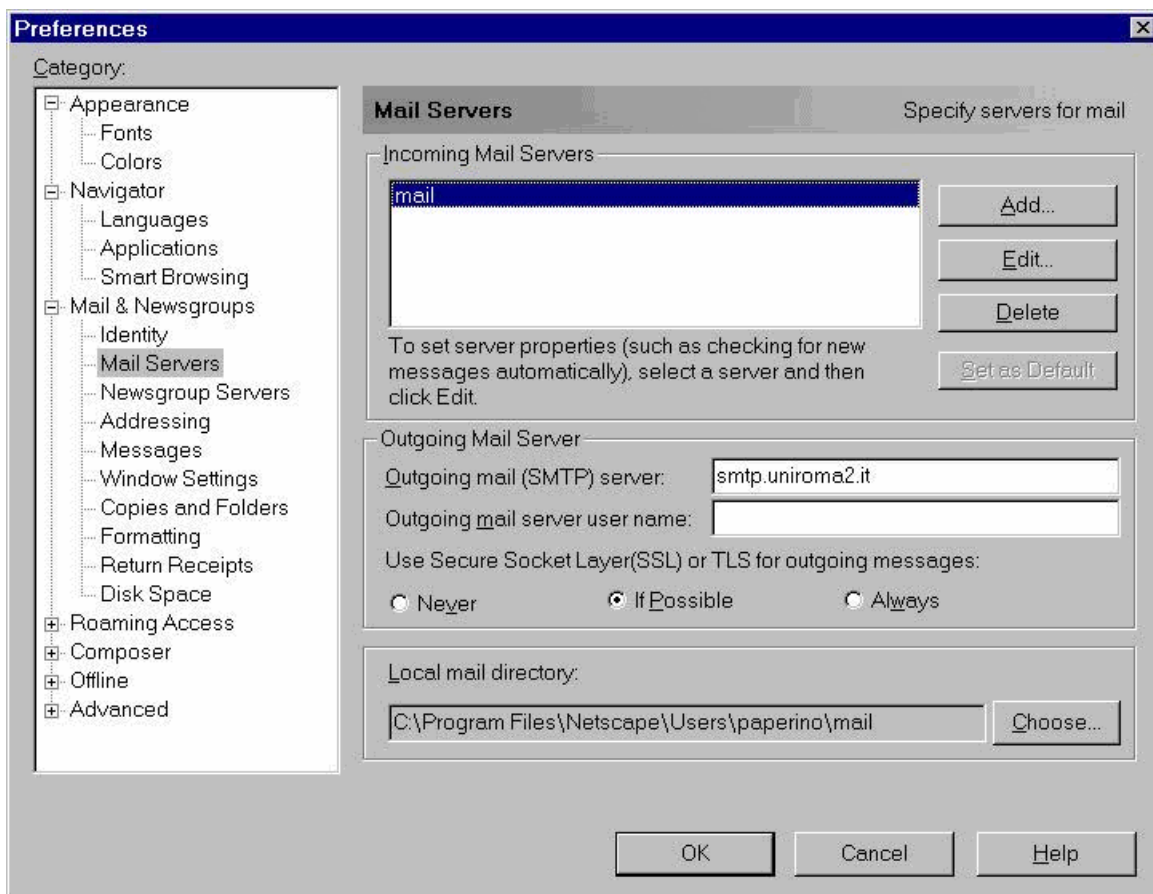 Preferences
Category:
Appearance
Fonts
Colors
Navigator
Languages
Applications
Smart Browsing
Mail & Newsgroups
Identity
Mail Servers
Newsgroup Servers
Addressing
Messages
Window Settings
Copies and Folders
Formatting
Return Receipts
Disk Space
Roaming Access
Composer
Offline
Advanced
Mail Servers
Specify servers for mail
Incoming Mail Servers
mail
Add...
Edit...
Delete
Set as Default
To set server properties (such as checking for new
messages automatically), select a server and then
click Edit.
Outgoing Mail Server
Outgoing mail (SMTP) server:
smtp.uniroma2.it
Outgoing mail server user name:
Use Secure Socket Layer(SSL) or TLS for outgoing messages:
Never
If Possible
Always
Local mail directory:
C:\Program Files\Netscape\Users\paperino\mail
Choose...
OK
Cancel
Help